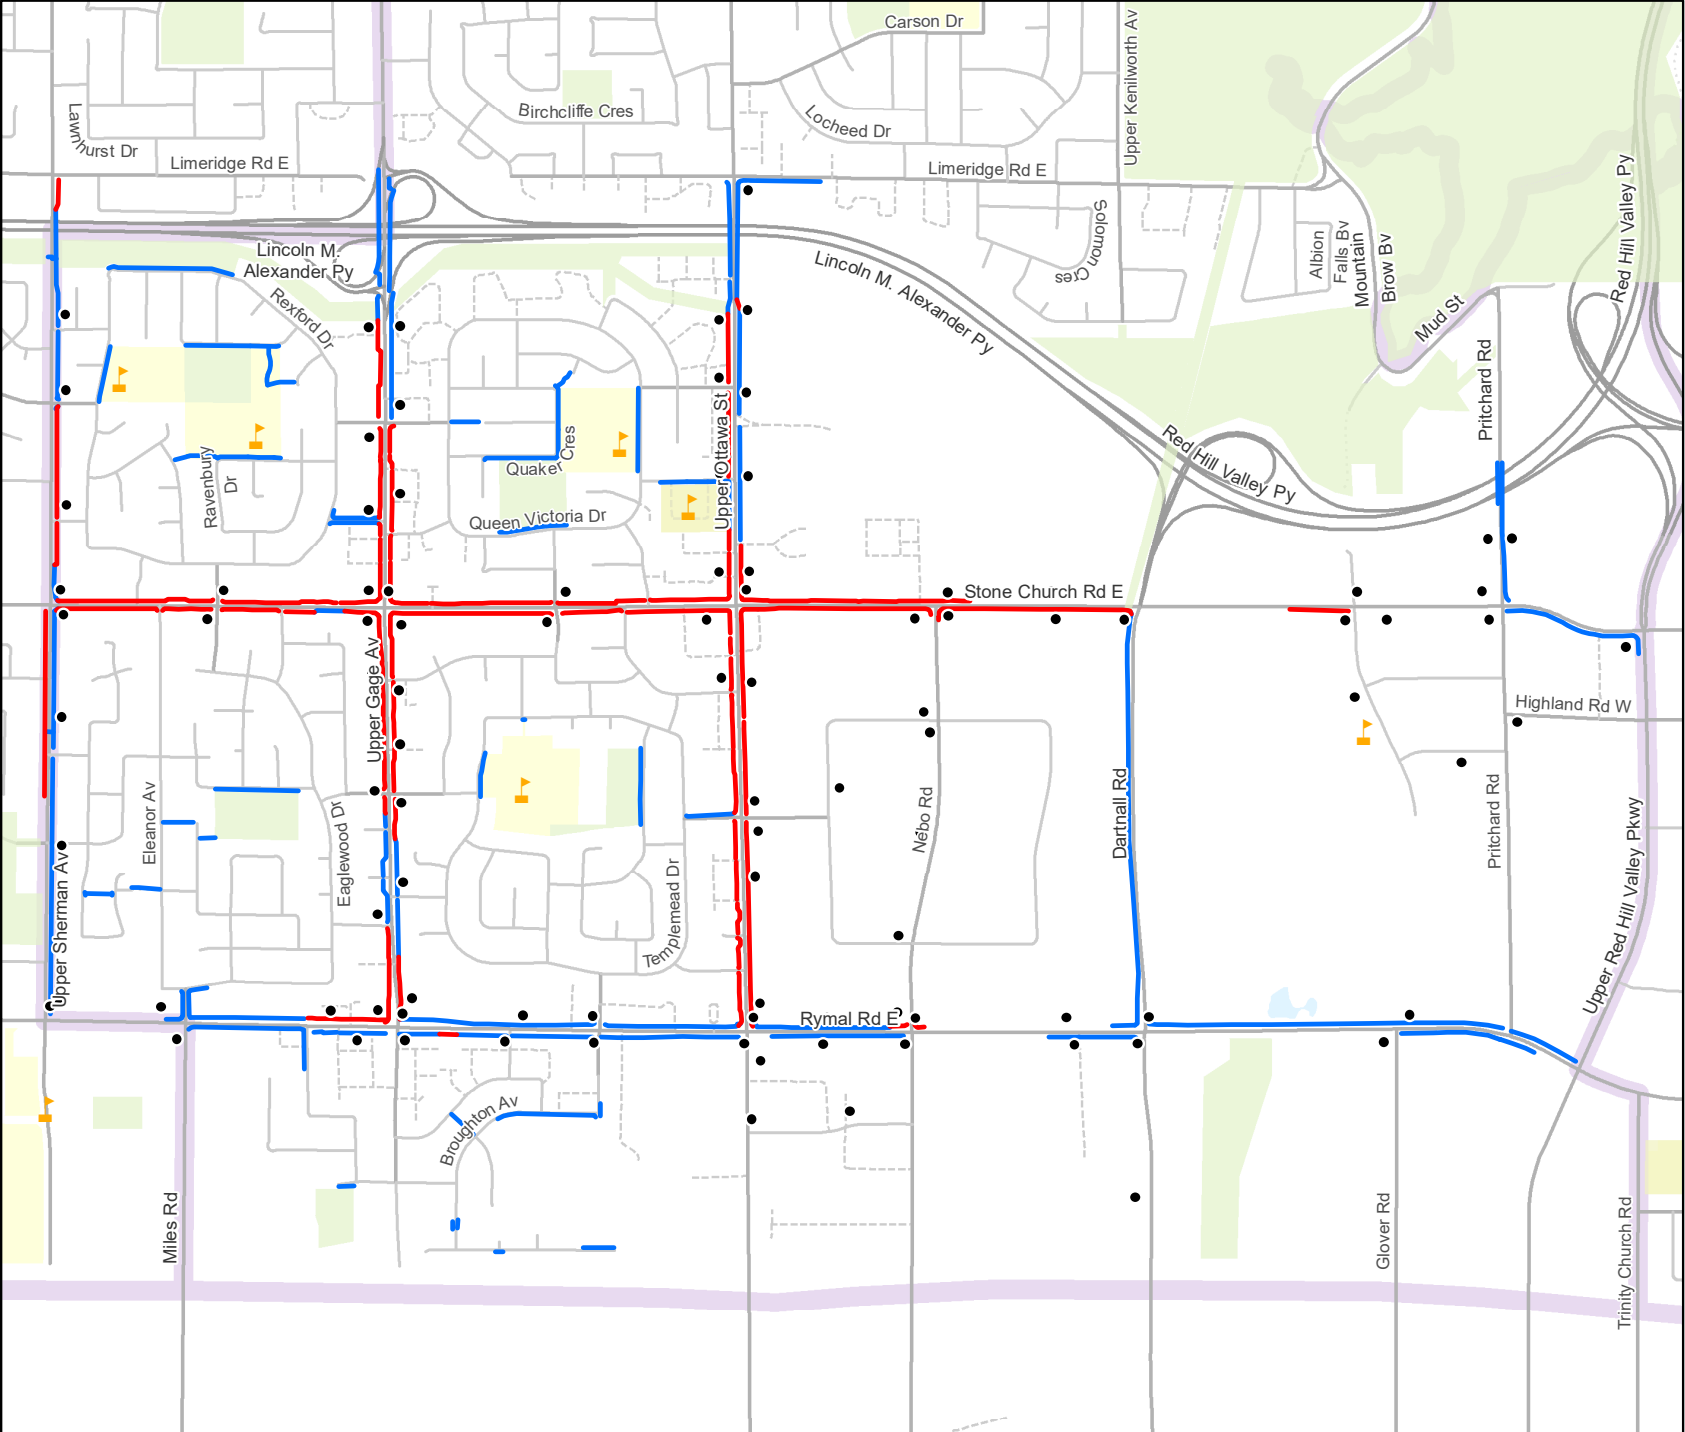 Carson Dr
Upper Kenilworth Av
Lawnhurst Dr
Birchcliffe Cres
Locheed Dr
Limeridge Rd E
Limeridge Rd E
Red Hill Valley Py
Lincoln M.
Alexander Py
Solomon Cres
Albion
Falls Bv
Mountain
Brow Bv
Rexford Dr
Lincoln M. Alexander Py
Mud St
Pritchard Rd
Upper Ottawa St
Quaker Cres
Ravenbury
Dr
Red Hill Valley Py
Queen Victoria Dr
Stone Church Rd E
Upper Gage Av
Highland Rd W
Eleanor Av
Eaglewood Dr
Nebo Rd
Dartnall Rd
Pritchard Rd
Upper Sherman Av
Templemead Dr
Upper Red Hill Valley Pkwy
Rymal Rd E
Broughton Av
Miles Rd
Glover Rd
Trinity Church Rd